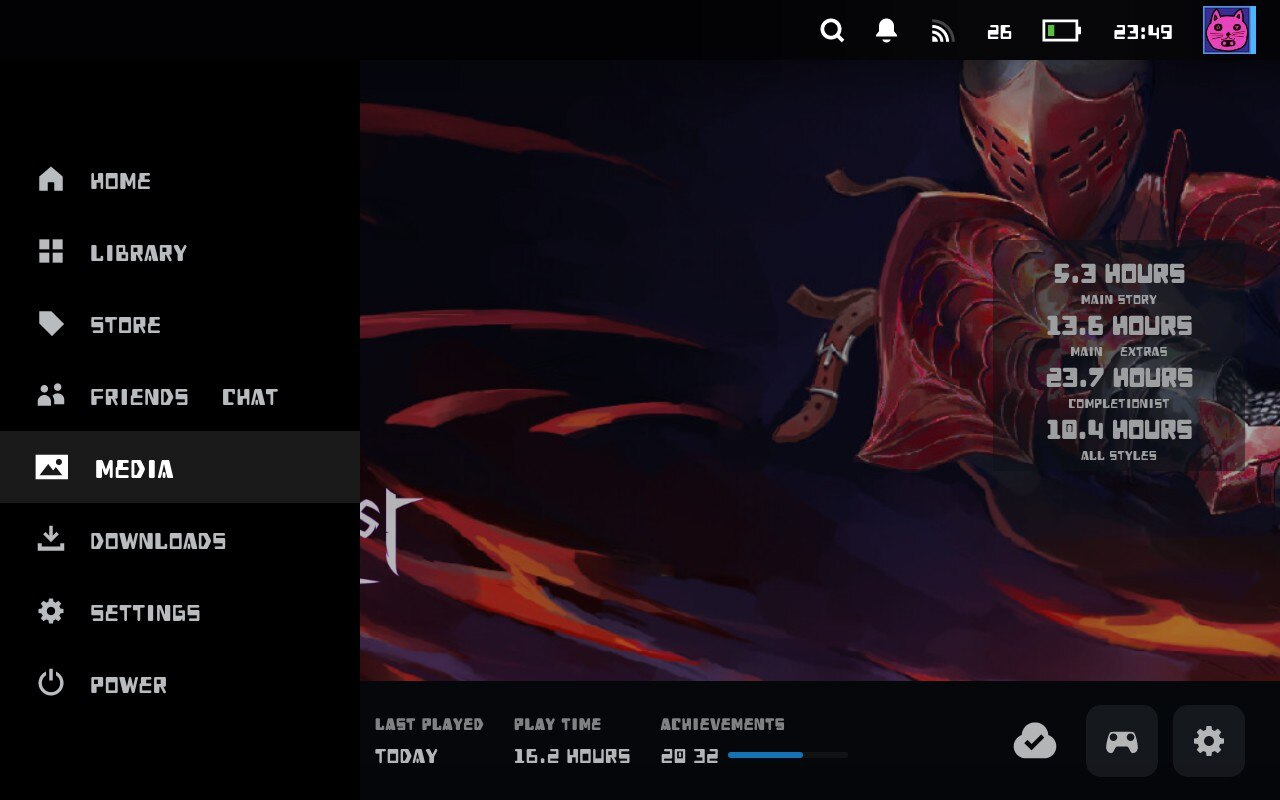 26 23:49
HOME
LIBRARY
STORE
FRIENDS CHAT
MEDIA
DOWNLOADS
SETTINGS
POWER
5.3 HOURS
MAIN STORY
13.6 HOURS
MAIN EXTRAS
23.7 HOURS
COMPLETIONIST
10.4 HOURS
ALL STYLES
ST
LAST PLAYED PLAY TIME ACHIEVEMENTS
TODAY 16.2 HOURS 20 32